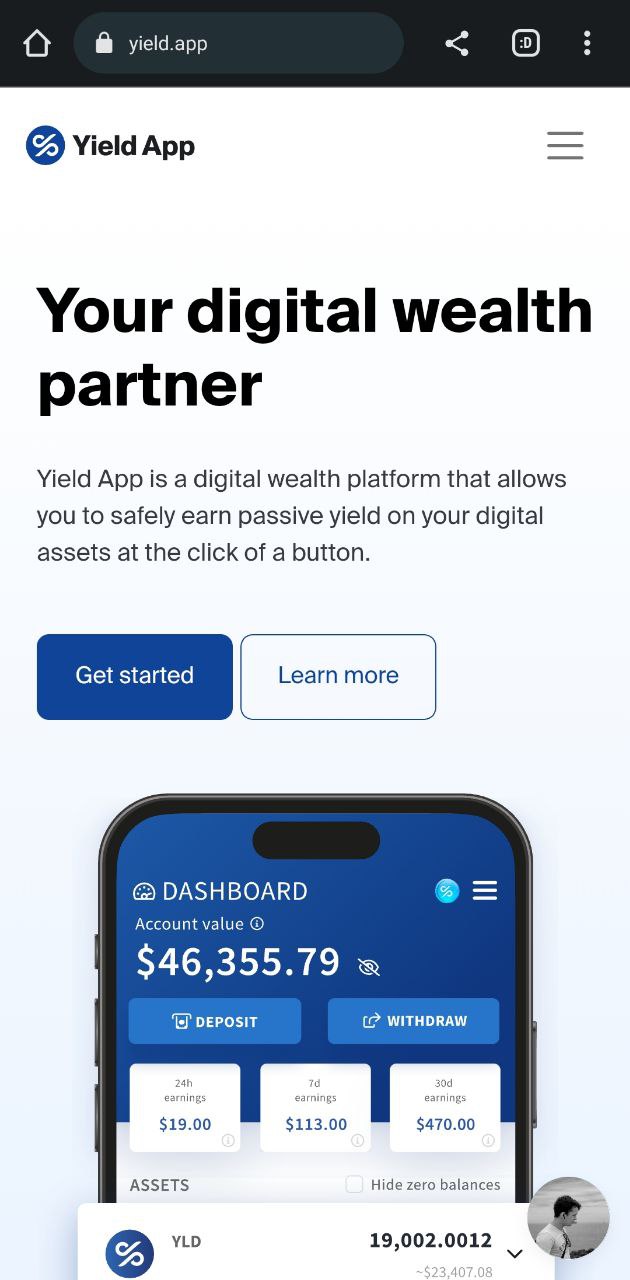 yield.app
:D
Yield App
Your digital wealth
partner
Yield App is a digital wealth platform that allows
you to safely earn passive yield on your digital
assets at the click of a button.
Get started
Learn more
DASHBOARD
Account value
$46,355.79
DEPOSIT
WITHDRAW
24h
earnings
$19.00
7d
earnings
$113.00
30d
earnings
$470.00
ASSETS
Hide zero balances
YLD
19,002.0012
~$23,407.08